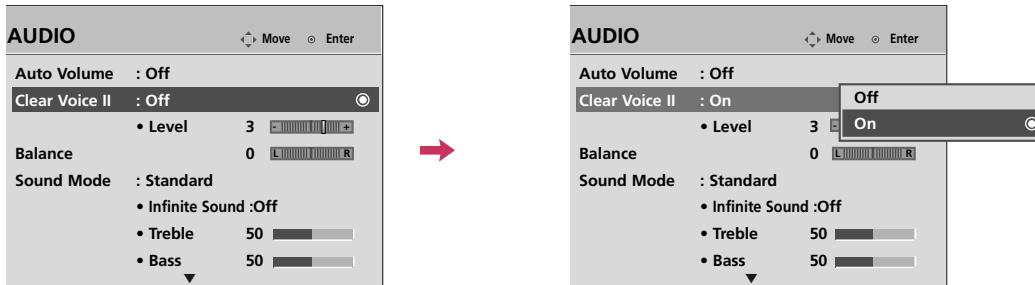 AUDIO Move Enter
Auto Volume : Off
Clear Voice II : Off
• Level 3 - +
Balance 0 L R
Sound Mode : Standard
• Infinite Sound :Off
• Treble 50
• Bass 50
AUDIO Move Enter
Auto Volume : Off
Clear Voice II : On
• Level 3 -
Balance 0 L R
Sound Mode : Standard
• Infinite Sound :Off
• Treble 50
• Bass 50
Off
On